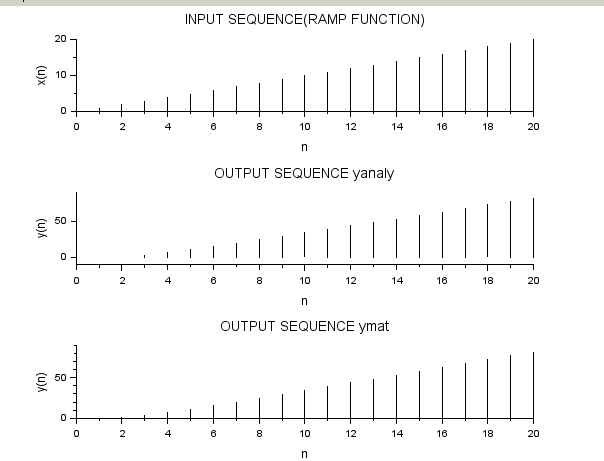 INPUT SEQUENCE(RAMP FUNCTION)
20
10
0
x(n)
0 2 4 6 8 10 12 14 16 18 20
n
OUTPUT SEQUENCE yanaly
50
0
y(n)
0 2 4 6 8 10 12 14 16 18 20
n
OUTPUT SEQUENCE ymat
50
0
y(n)
0 2 4 6 8 10 12 14 16 18 20
n